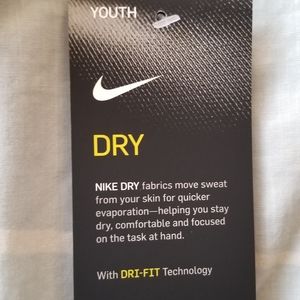 YOUTH
DRY
NIKE DRY fabrics move sweat
from your skin for quicker
evaporation—helping you stay
dry, comfortable and focused
on the task at hand.
With DRI-FIT Technology